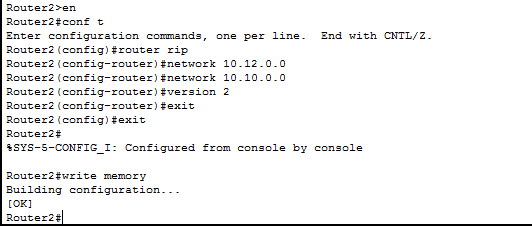 Router2>en
Router2#conf t
Enter configuration commands, one per line.  End with CNTL/Z.
Router2(config)#router rip
Router2(config-router)#network 10.12.0.0
Router2(config-router)#network 10.10.0.0
Router2(config-router)#version 2
Router2(config-router)#exit
Router2(config)#exit
Router2#
%SYS-5-CONFIG_I: Configured from console by console

Router2#write memory
Building configuration...
[OK]
Router2#